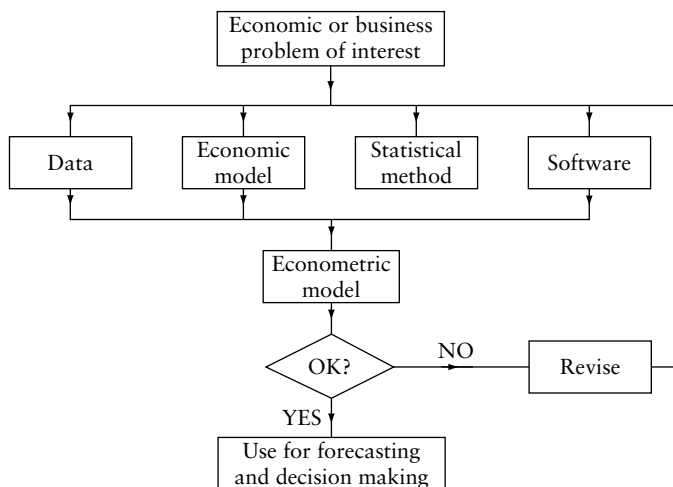 Economic or business
problem of interest
Data
Economic
model
Statistical
method
Software
Econometric
model
OK?
NO
Revise
YES
Use for forecasting
and decision making